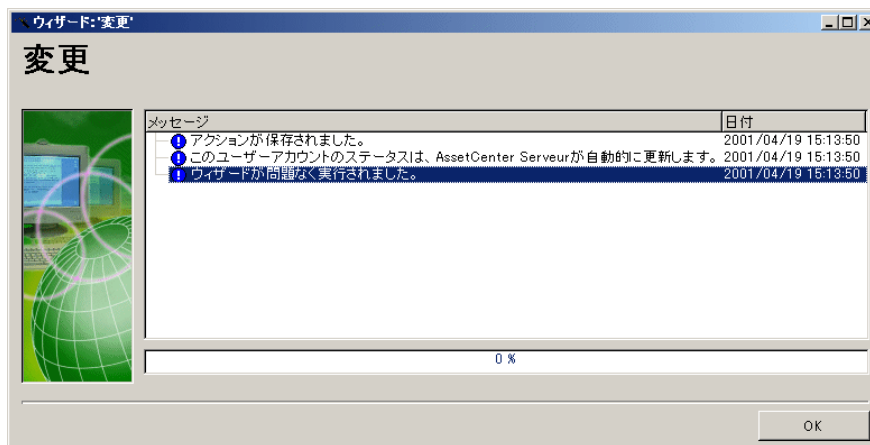 ウィザード:'変更'
変更
メッセージ 日付
アクションが保存されました。 2001/04/19 15:13:50
このユーザーアカウントのステータスは、AssetCenter Serveurが自動的に更新します。 2001/04/19 15:13:50
ウィザードが問題なく実行されました。 2001/04/19 15:13:50
0 %
OK